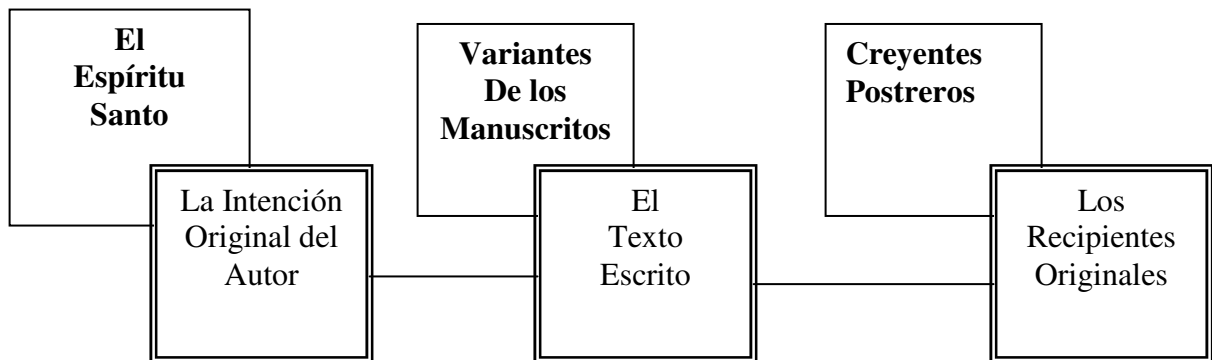 El
Espíritu
Santo
Variantes
De los
Manuscritos
Creyentes
Postreros
La Intención
Original del
Autor
El
Texto
Escrito
Los
Recipientes
Originales